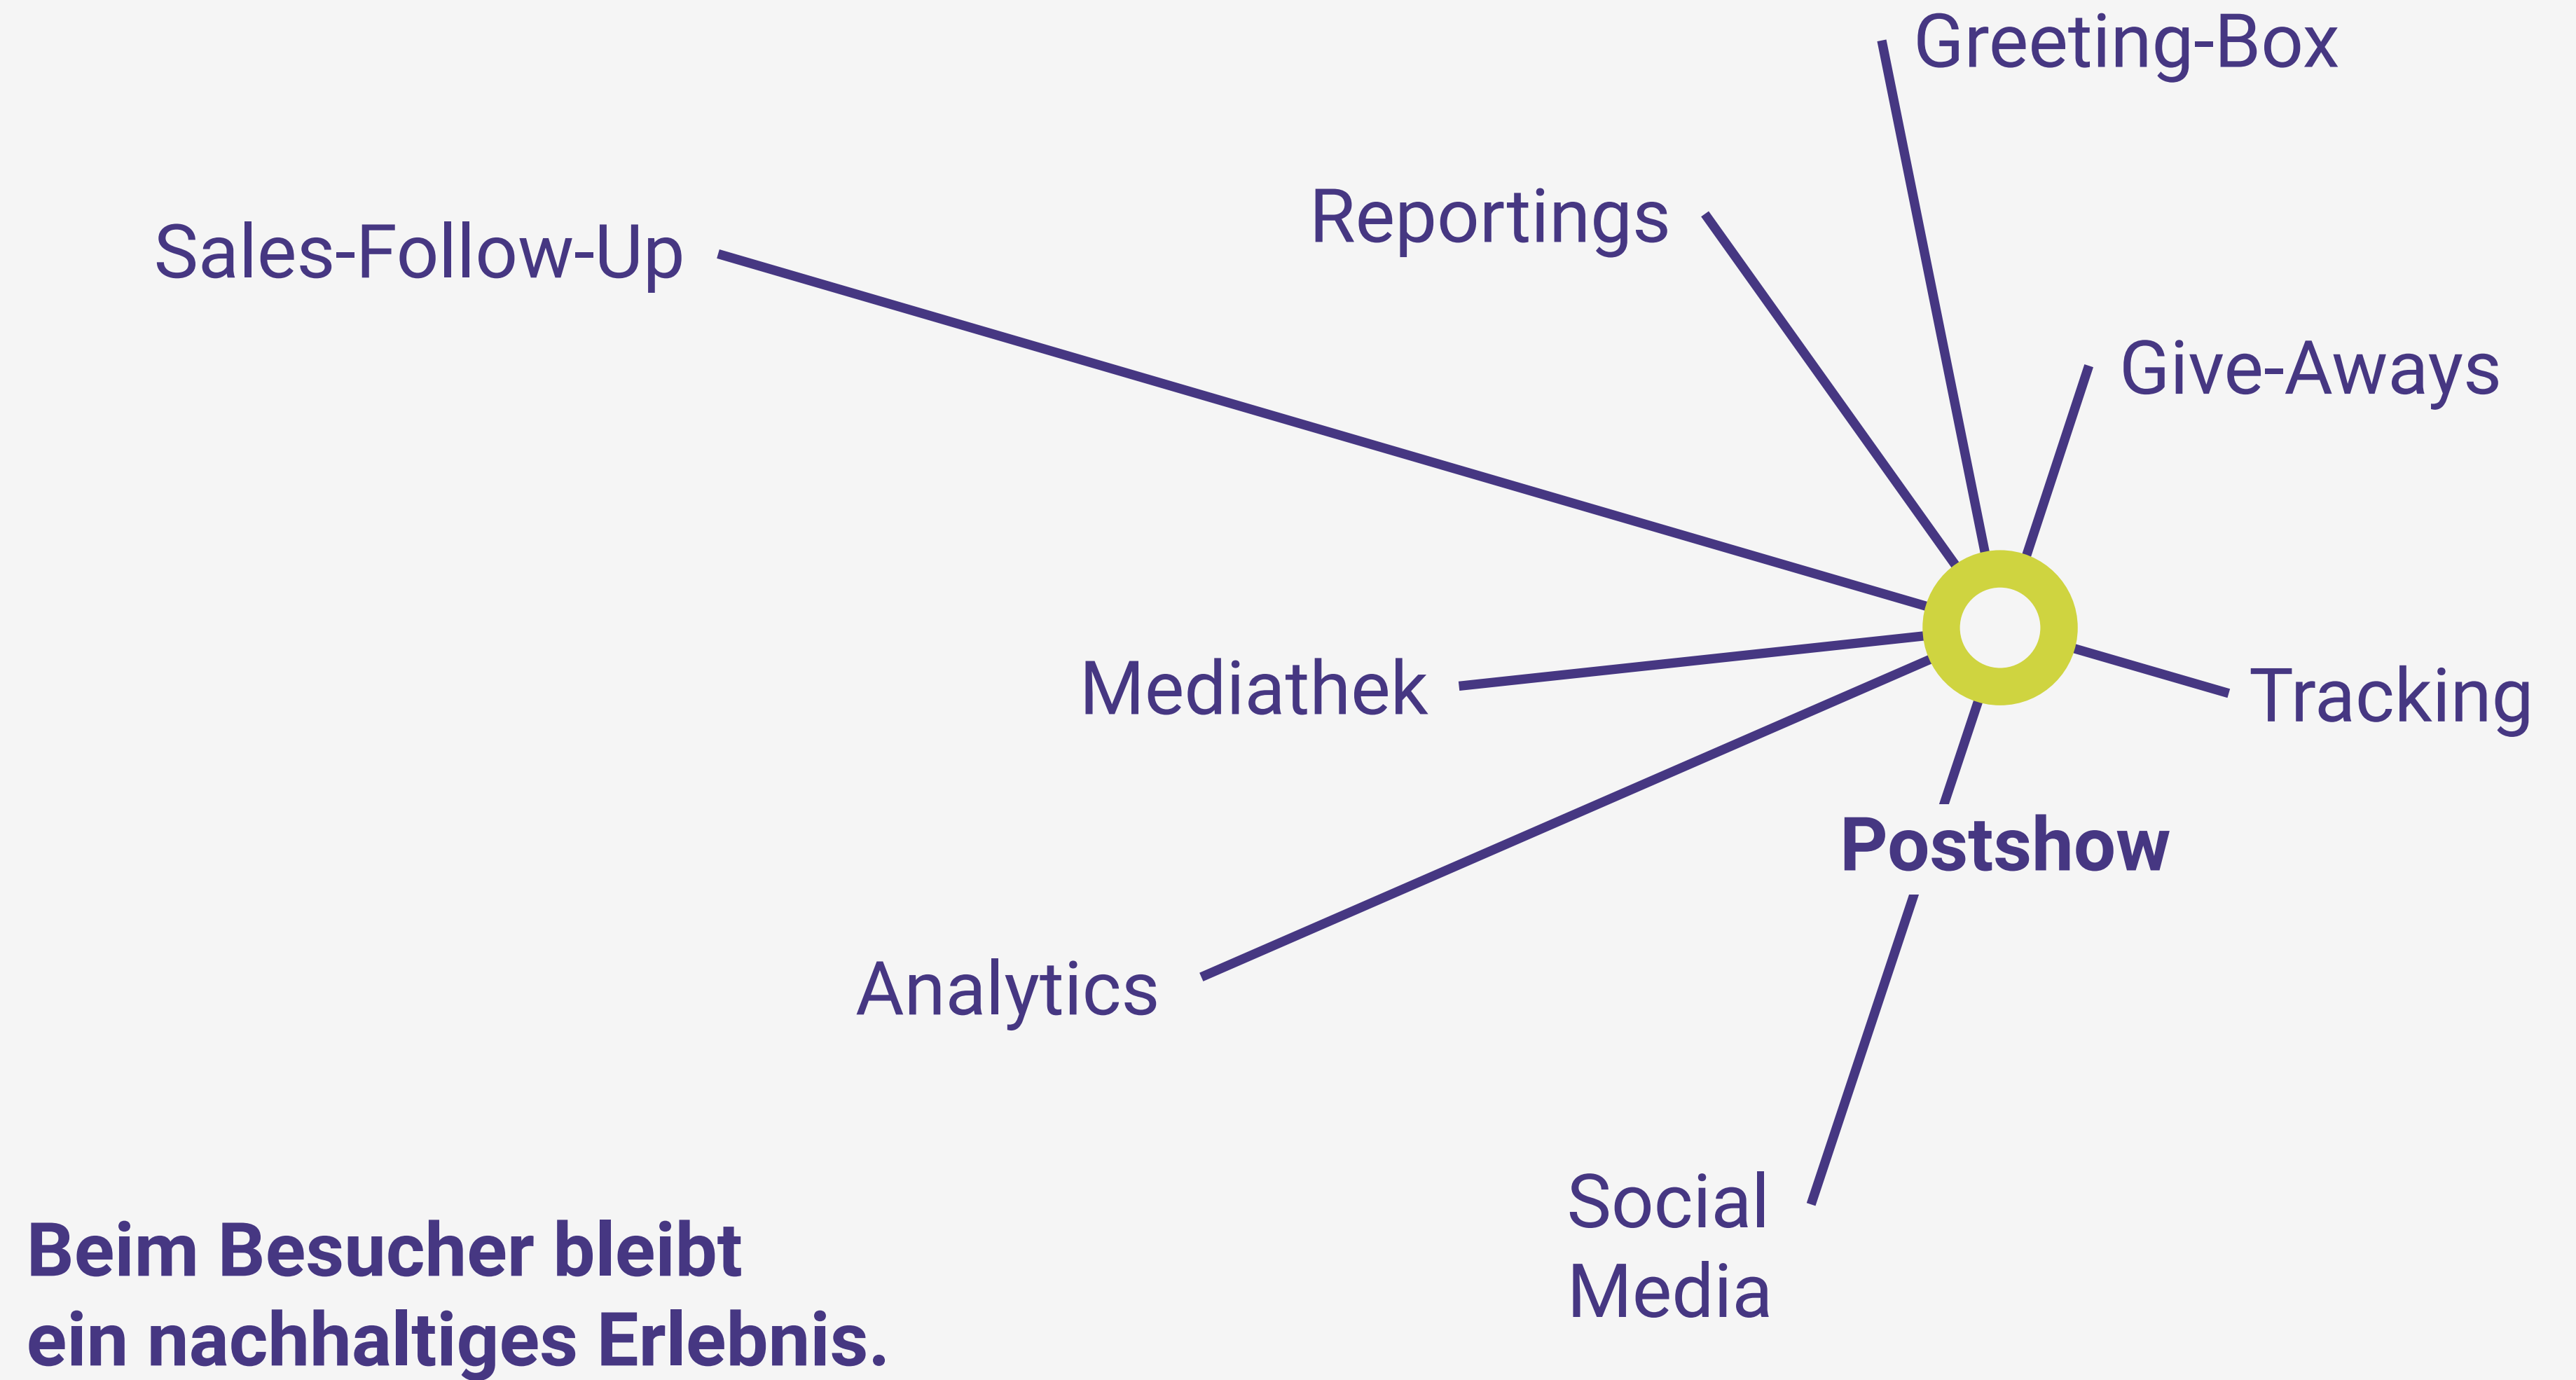 Greeting-Box
Reportings
Sales-Follow-Up
Give-Aways
Mediathek
Tracking
Postshow
Analytics
Social
Media
Beim Besucher bleibt
ein nachhaltiges Erlebnis.